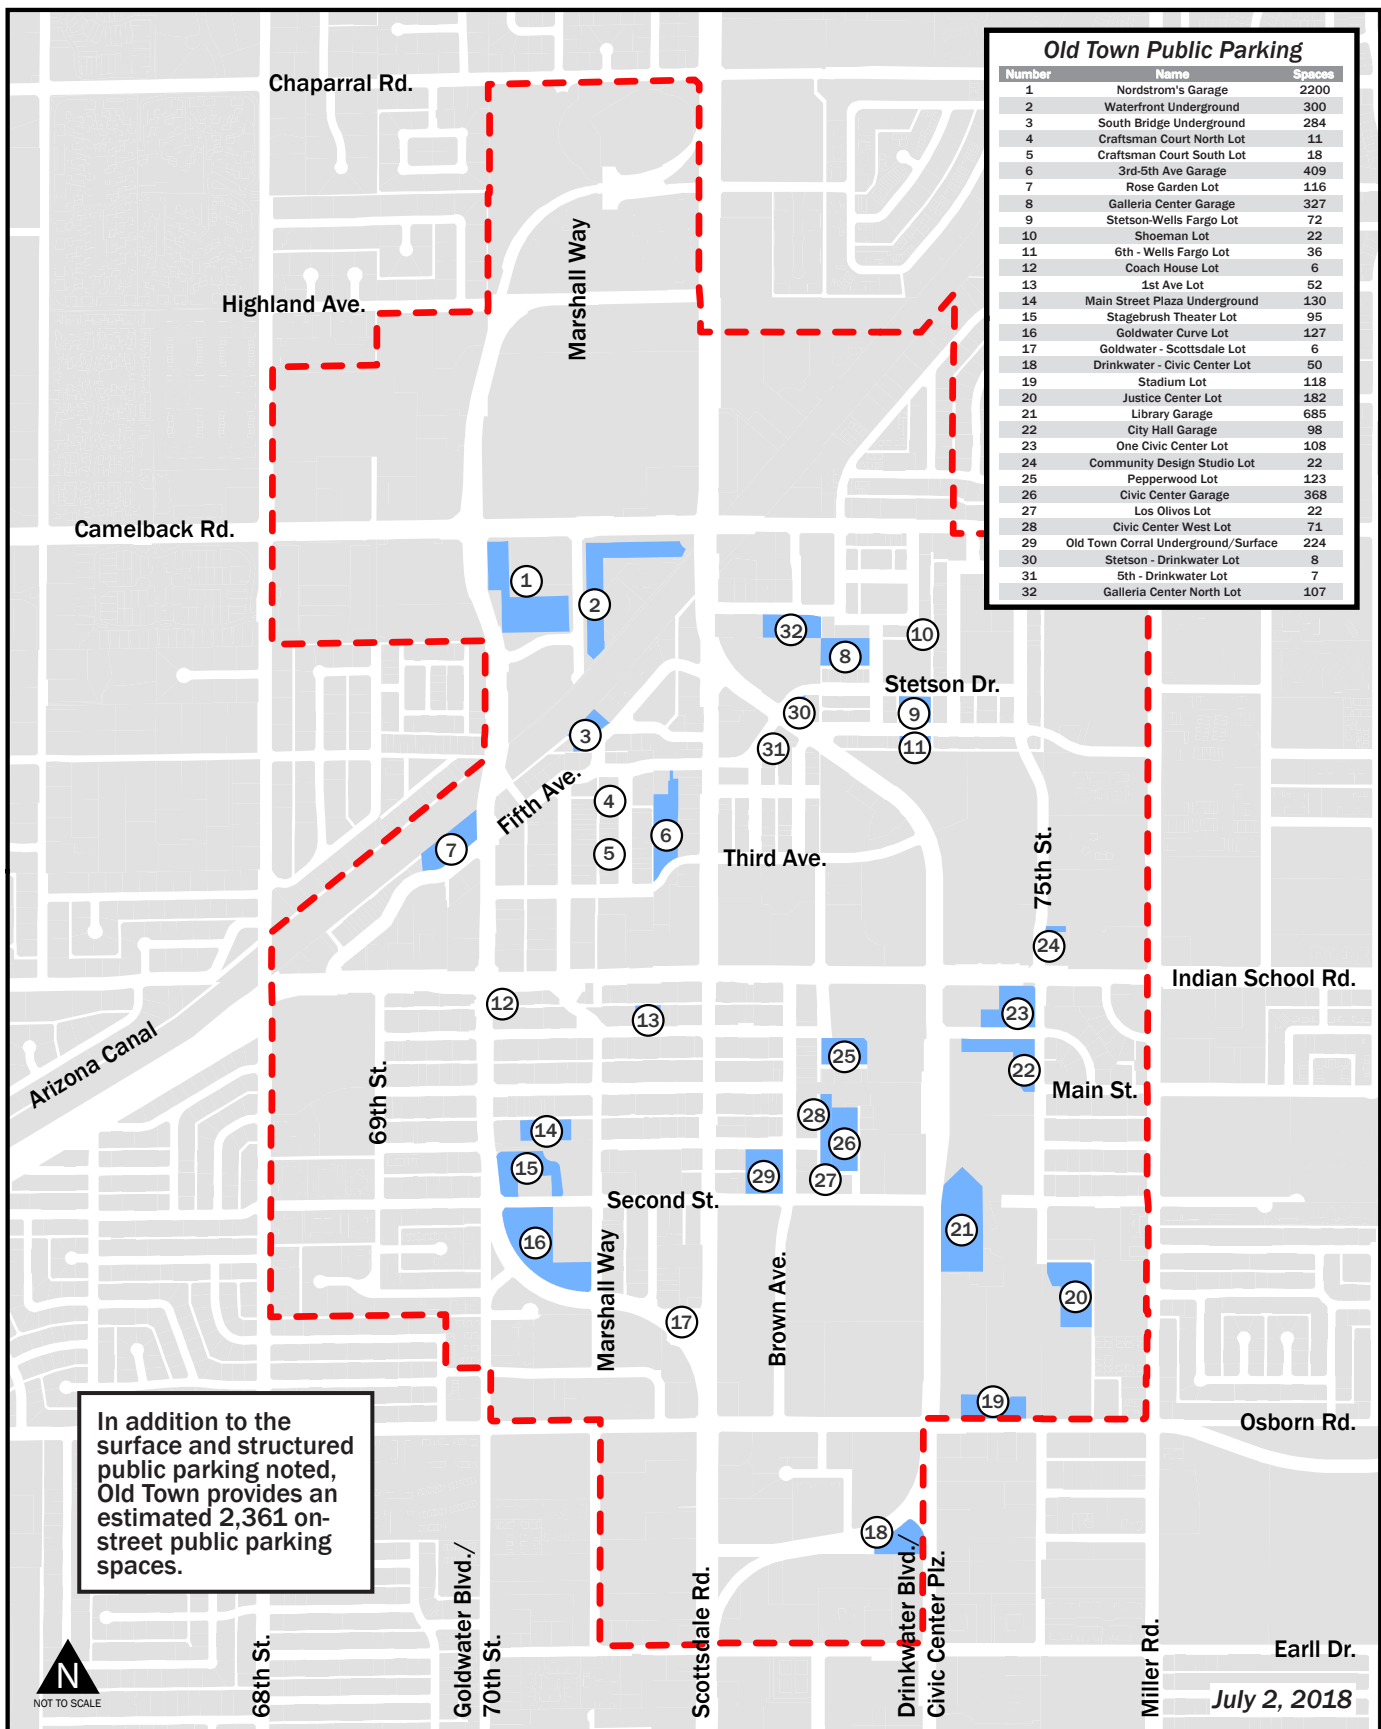 Old Town Public Parking
Number Name Spaces
1 Nordstrom's Garage 2200
2 Waterfront Underground 300
3 South Bridge Underground 284
4 Craftsman Court North Lot 11
5 Craftsman Court South Lot 18
6 3rd-5th Ave Garage 409
7 Rose Garden Lot 116
8 Galleria Center Garage 327
9 Stetson-Wells Fargo Lot 72
10 Shoeman Lot 22
11 6th - Wells Fargo Lot 36
12 Coach House Lot 6
13 1st Ave Lot 52
14 Main Street Plaza Underground 130
15 Stagebrush Theater Lot 95
16 Goldwater Curve Lot 127
17 Goldwater - Scottsdale Lot 6
18 Drinkwater - Civic Center Lot 50
19 Stadium Lot 118
20 Justice Center Lot 182
21 Library Garage 685
22 City Hall Garage 98
23 One Civic Center Lot 108
24 Community Design Studio Lot 22
25 Pepperwood Lot 123
26 Civic Center Garage 368
27 Los Olivos Lot 22
28 Civic Center West Lot 71
29 Old Town Corral Underground/Surface 224
30 Stetson - Drinkwater Lot 8
31 5th - Drinkwater Lot 7
32 Galleria Center North Lot 107
Chaparral Rd.
Marshall Way
Highland Ave.
Camelback Rd.
1
2
32
10
8
Stetson Dr.
30
9
3
31
11
Fifth Ave.
4
6
7
5
Third Ave.
75th St.
24
Indian School Rd.
12
13
23
Arizona Canal
69th St.
25
22
Main St.
28
14
26
15
29
27
Second St.
21
16
Marshall Way
Brown Ave.
20
17
19
Osborn Rd.
In addition to the
surface and structured
public parking noted,
Old Town provides an
estimated 2,361 on-
street public parking
spaces.
18
68th St.
Goldwater Blvd./
70th St.
Scottsdale Rd.
Drinkwater Blvd./
Civic Center Plz.
Miller Rd.
Earll Dr.
N
NOT TO SCALE
July 2, 2018